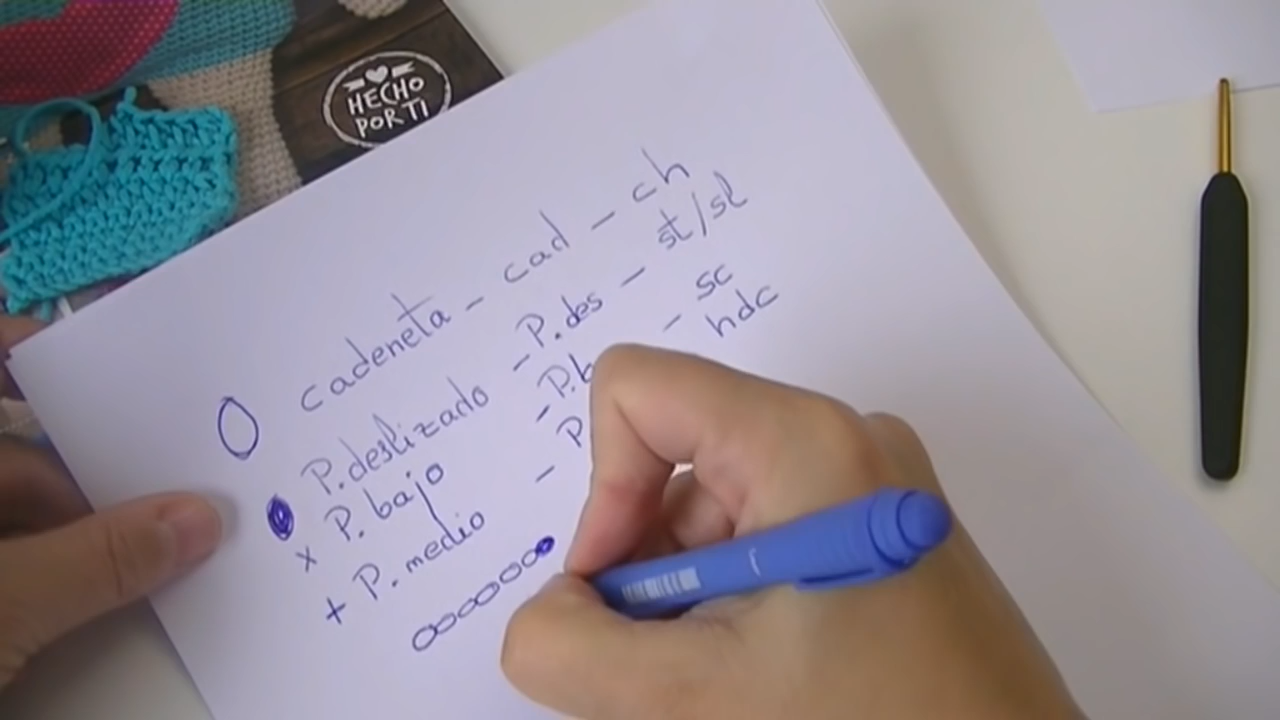 HECHO
POR TI
cadeneta - cad - ch
P. deslizado - P. des - st/sl
x P. bajo - P. b - sc
+ P. medio - P hdc